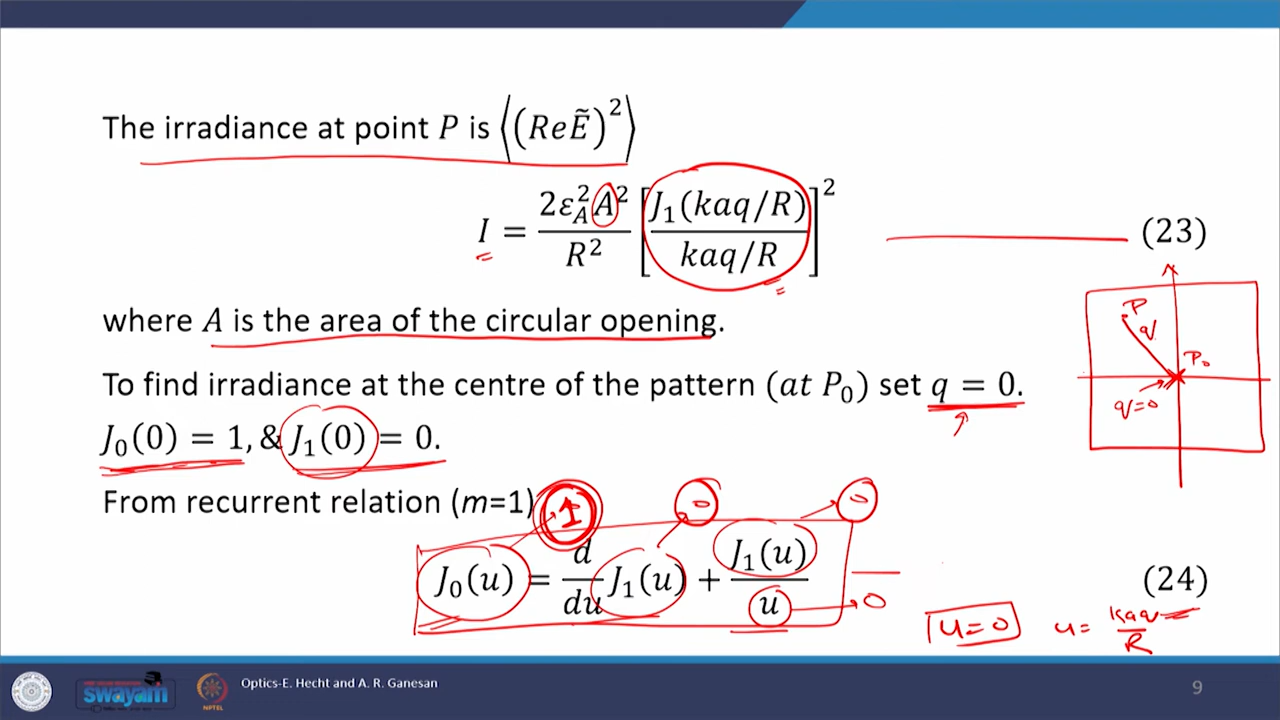 The irradiance at point P is ⟨(ReẼ)²⟩
I = 2ε_A²A²/R² [J₁(kaq/R)/kaq/R]² (23)
where A is the area of the circular opening.
To find irradiance at the centre of the pattern (at P₀) set q = 0.
J₀(0) = 1, & J₁(0) = 0.
From recurrent relation (m=1)
J₀(u) = d/du J₁(u) + J₁(u)/u (24)
1
0
0
0
u=0 u= kaq/R
P
q
P₀
q=0
swayam
NPTEL
Optics-E. Hecht and A. R. Ganesan
9